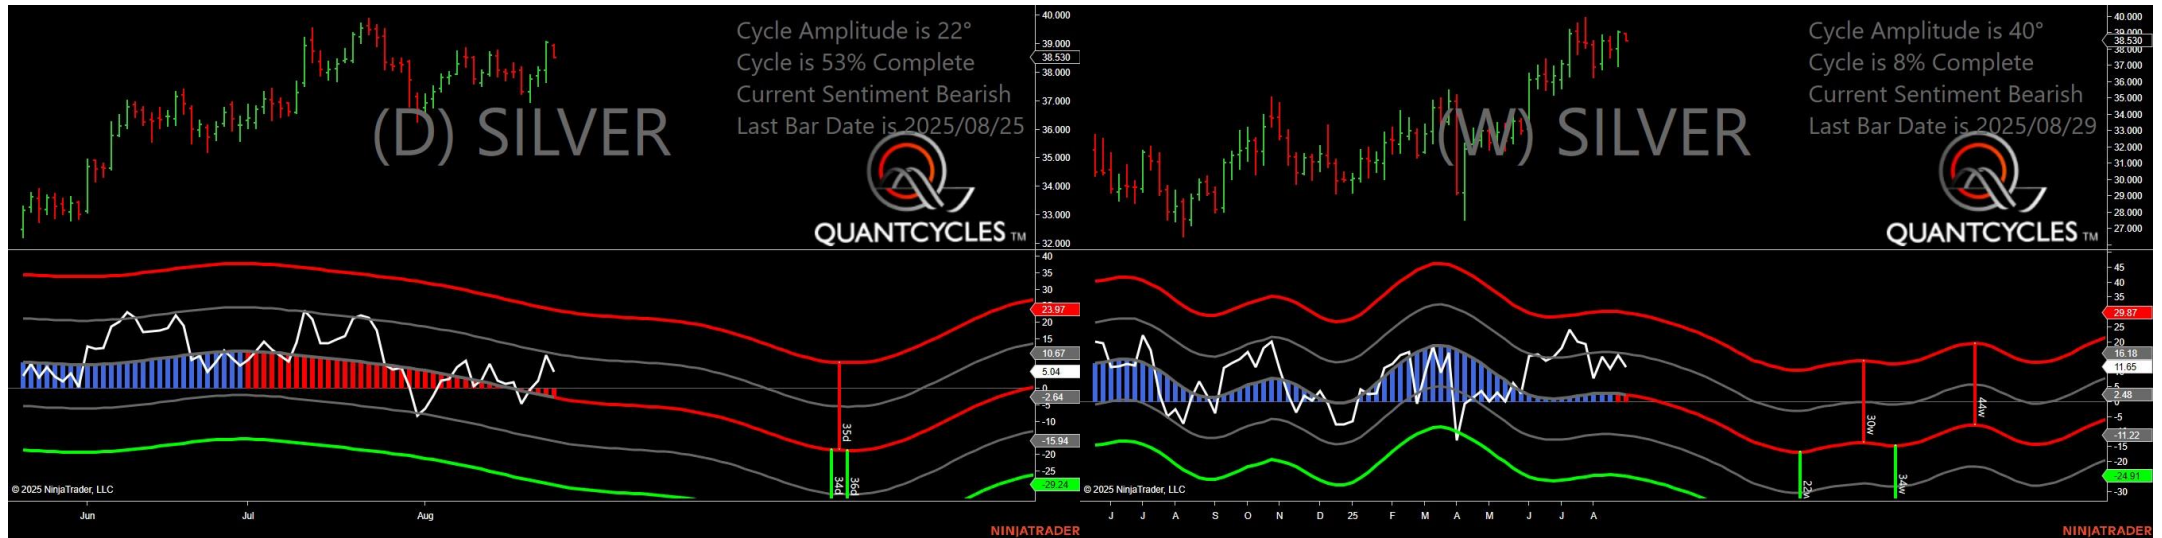 Cycle Amplitude is 22°
Cycle is 53% Complete
Current Sentiment Bearish
Last Bar Date is 2025/08/25
(D) SILVER
QUANTCYCLES TM
40.000
39.000
38.530
38.000
37.000
36.000
35.000
34.000
33.000
32.000
40
35
30
23.97
20
15
10.67
5.04
0
-2.64
-5
-10
-15.94
-20
-25
-29.24
35d
34d
36d
© 2025 NinjaTrader, LLC
Jun Jul Aug
NINJATRADER
Cycle Amplitude is 40°
Cycle is 8% Complete
Current Sentiment Bearish
Last Bar Date is 2025/08/29
(W) SILVER
QUANTCYCLES TM
40.000
39.000
38.530
38.000
37.000
36.000
35.000
34.000
33.000
32.000
31.000
30.000
29.000
28.000
27.000
45
40
35
29.87
25
20
16.18
11.65
5
2.48
0
-5
-11.22
-15
-20
-24.91
-30
30w
44w
22w
34w
© 2025 NinjaTrader, LLC
J J A S O N D 25 F M A M J J A
NINJATRADER